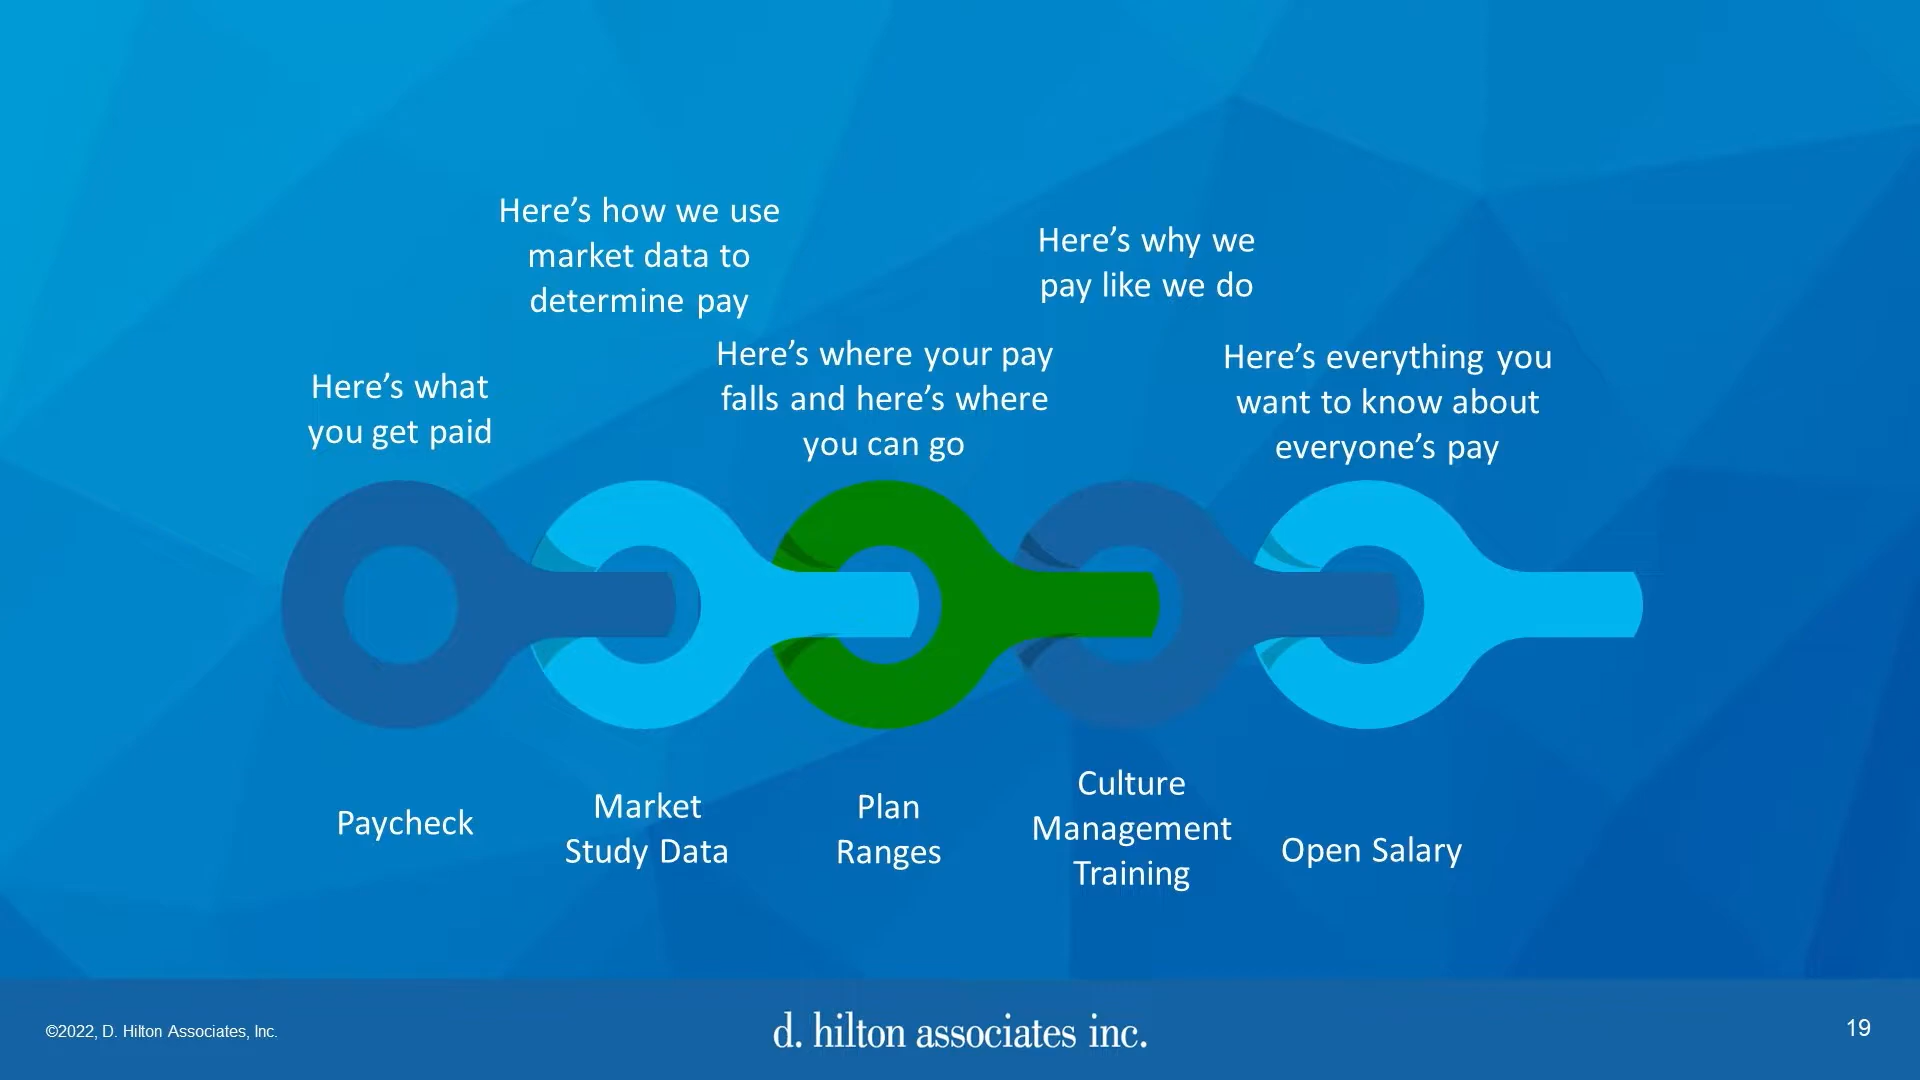 Here’s how we use
market data to
determine pay
Here’s why we
pay like we do
Here’s what
you get paid
Here’s where your pay
falls and here’s where
you can go
Here’s everything you
want to know about
everyone’s pay
Paycheck
Market
Study Data
Plan
Ranges
Culture
Management
Training
Open Salary
©2022, D. Hilton Associates, Inc.
d. hilton associates inc.
19